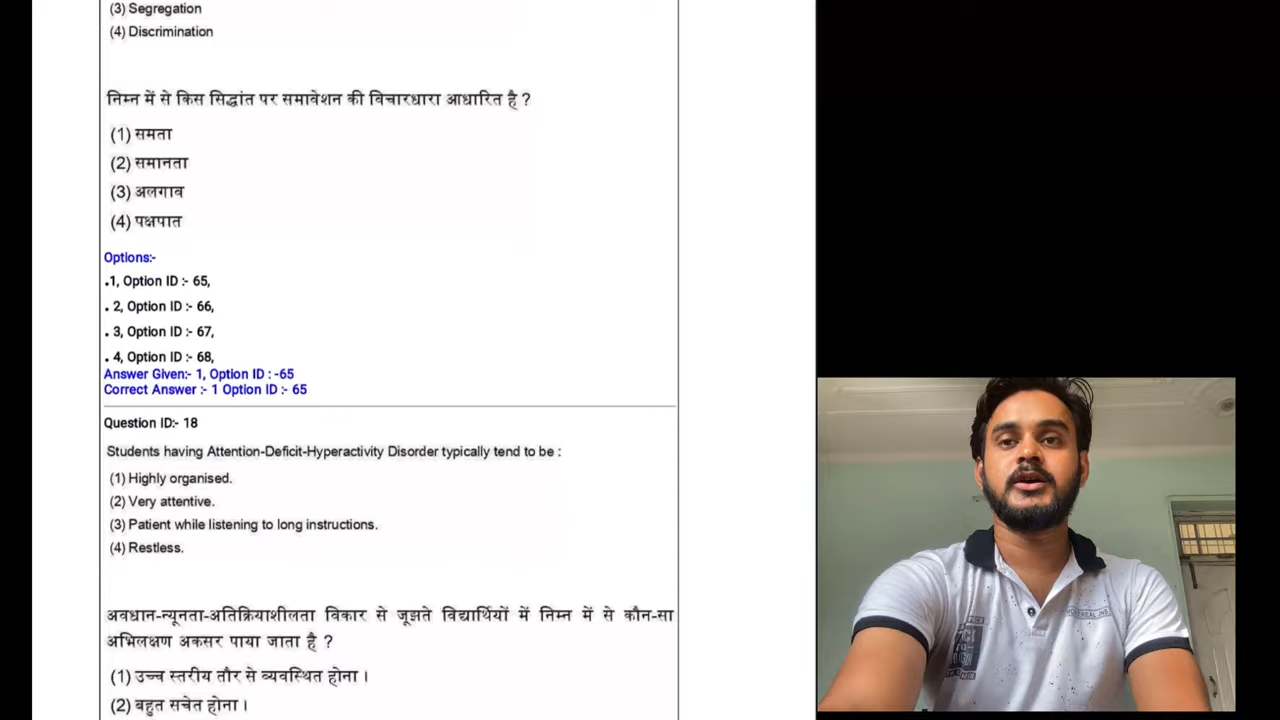 (3) Segregation
(4) Discrimination
निम्न में से किस सिद्धांत पर समावेशन की विचारधारा आधारित है ?
(1) समता
(2) समानता
(3) अलगाव
(4) पक्षपात
Options:-
.1, Option ID :- 65,
. 2, Option ID :- 66,
. 3, Option ID :- 67,
. 4, Option ID :- 68,
Answer Given:- 1, Option ID : -65
Correct Answer :- 1 Option ID :- 65
Question ID:- 18
Students having Attention-Deficit-Hyperactivity Disorder typically tend to be :
(1) Highly organised.
(2) Very attentive.
(3) Patient while listening to long instructions.
(4) Restless.
अवधान-न्यूनता-अतिक्रियाशीलता विकार से जूझते विद्यार्थियों में निम्न में से कौन-सा
अभिलक्षण अकसर पाया जाता है ?
(1) उच्च स्तरीय तौर से व्यवस्थित होना ।
(2) बहुत सचेत होना ।